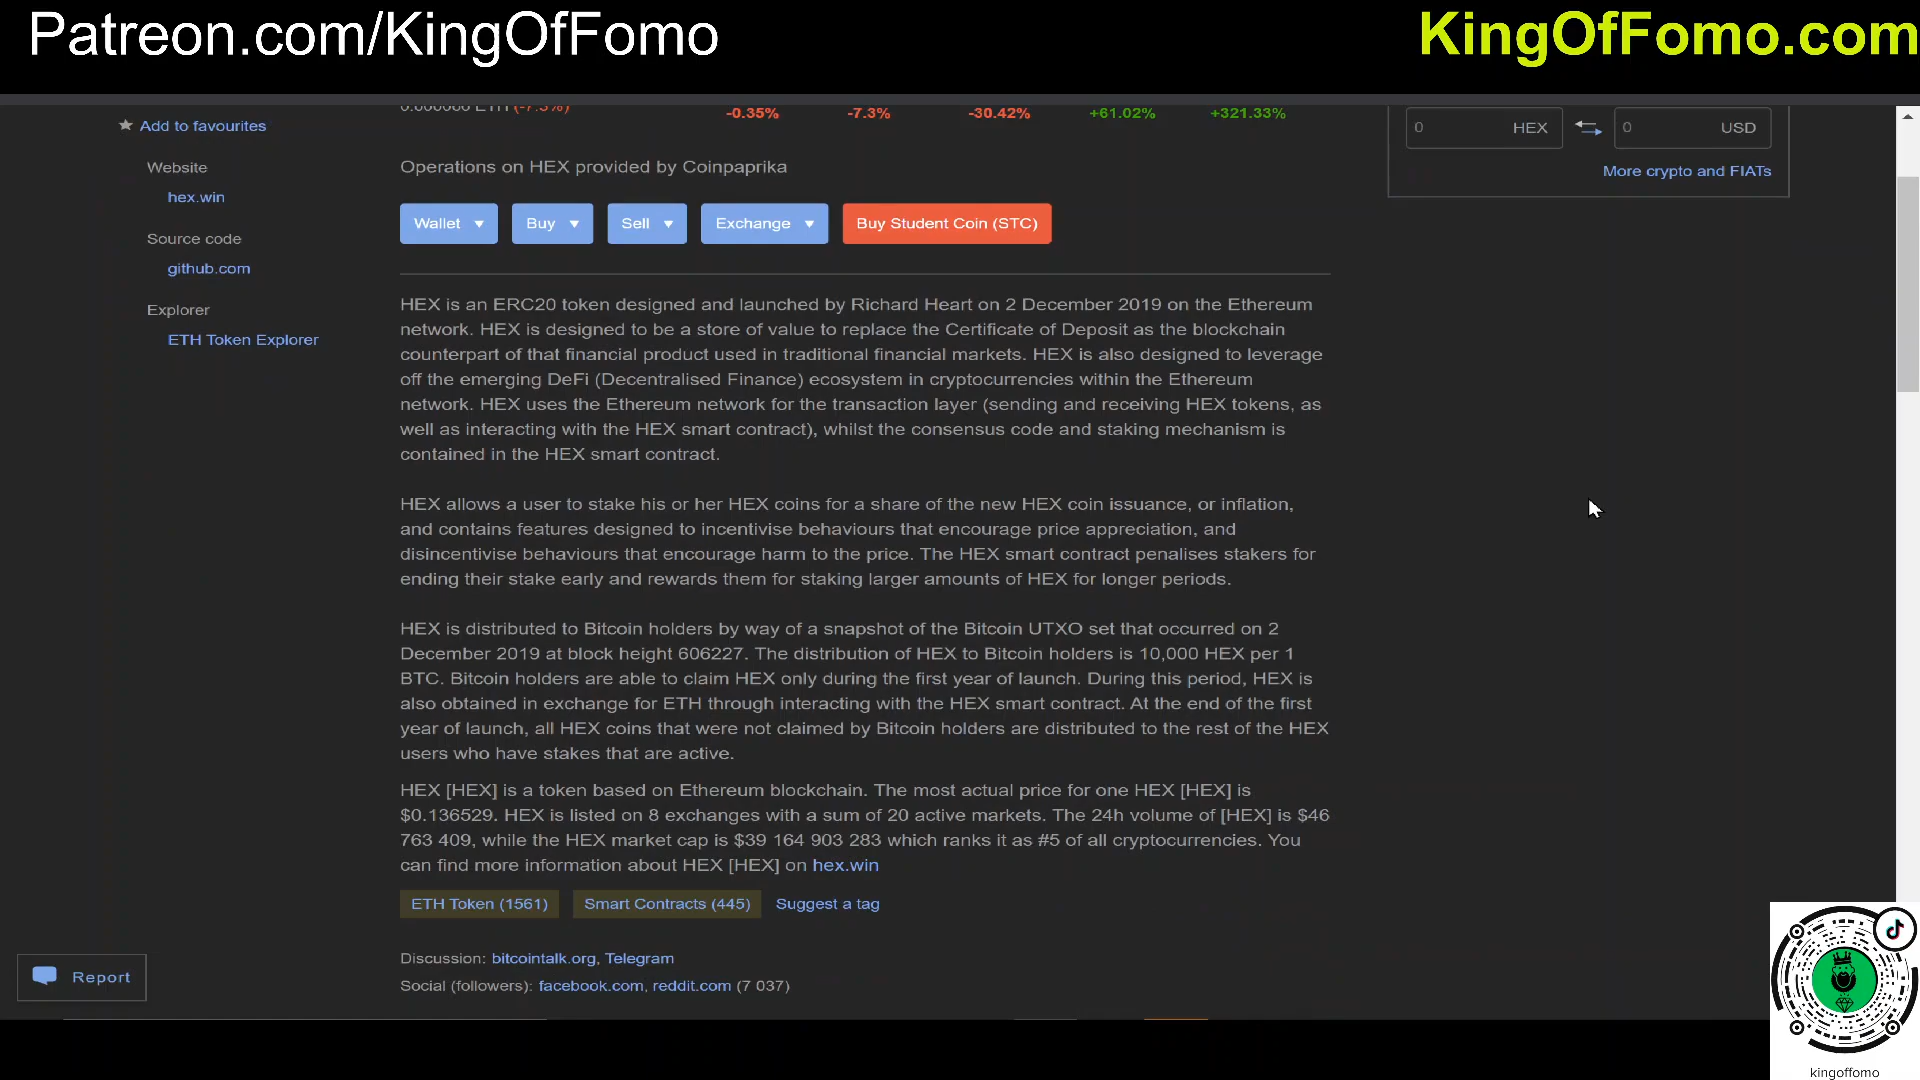 Patreon.com/KingOfFomo
KingOfFomo.com
0.000000 ETH (-7.3%)
-0.35% -7.3% -30.42% +61.02% +321.33%
Add to favourites
Website
hex.win
Source code
github.com
Explorer
ETH Token Explorer
0 HEX 0 USD
More crypto and FIATs
Operations on HEX provided by Coinpaprika
Wallet Buy Sell Exchange Buy Student Coin (STC)
HEX is an ERC20 token designed and launched by Richard Heart on 2 December 2019 on the Ethereum
network. HEX is designed to be a store of value to replace the Certificate of Deposit as the blockchain
counterpart of that financial product used in traditional financial markets. HEX is also designed to leverage
off the emerging DeFi (Decentralised Finance) ecosystem in cryptocurrencies within the Ethereum
network. HEX uses the Ethereum network for the transaction layer (sending and receiving HEX tokens, as
well as interacting with the HEX smart contract), whilst the consensus code and staking mechanism is
contained in the HEX smart contract.
HEX allows a user to stake his or her HEX coins for a share of the new HEX coin issuance, or inflation,
and contains features designed to incentivise behaviours that encourage price appreciation, and
disincentivise behaviours that encourage harm to the price. The HEX smart contract penalises stakers for
ending their stake early and rewards them for staking larger amounts of HEX for longer periods.
HEX is distributed to Bitcoin holders by way of a snapshot of the Bitcoin UTXO set that occurred on 2
December 2019 at block height 606227. The distribution of HEX to Bitcoin holders is 10,000 HEX per 1
BTC. Bitcoin holders are able to claim HEX only during the first year of launch. During this period, HEX is
also obtained in exchange for ETH through interacting with the HEX smart contract. At the end of the first
year of launch, all HEX coins that were not claimed by Bitcoin holders are distributed to the rest of the HEX
users who have stakes that are active.
HEX [HEX] is a token based on Ethereum blockchain. The most actual price for one HEX [HEX] is
$0.136529. HEX is listed on 8 exchanges with a sum of 20 active markets. The 24h volume of [HEX] is $46
763 409, while the HEX market cap is $39 164 903 283 which ranks it as #5 of all cryptocurrencies. You
can find more information about HEX [HEX] on hex.win
ETH Token (1561) Smart Contracts (445) Suggest a tag
Discussion: bitcointalk.org, Telegram
Social (followers): facebook.com, reddit.com (7 037)
Report
kingoffomo